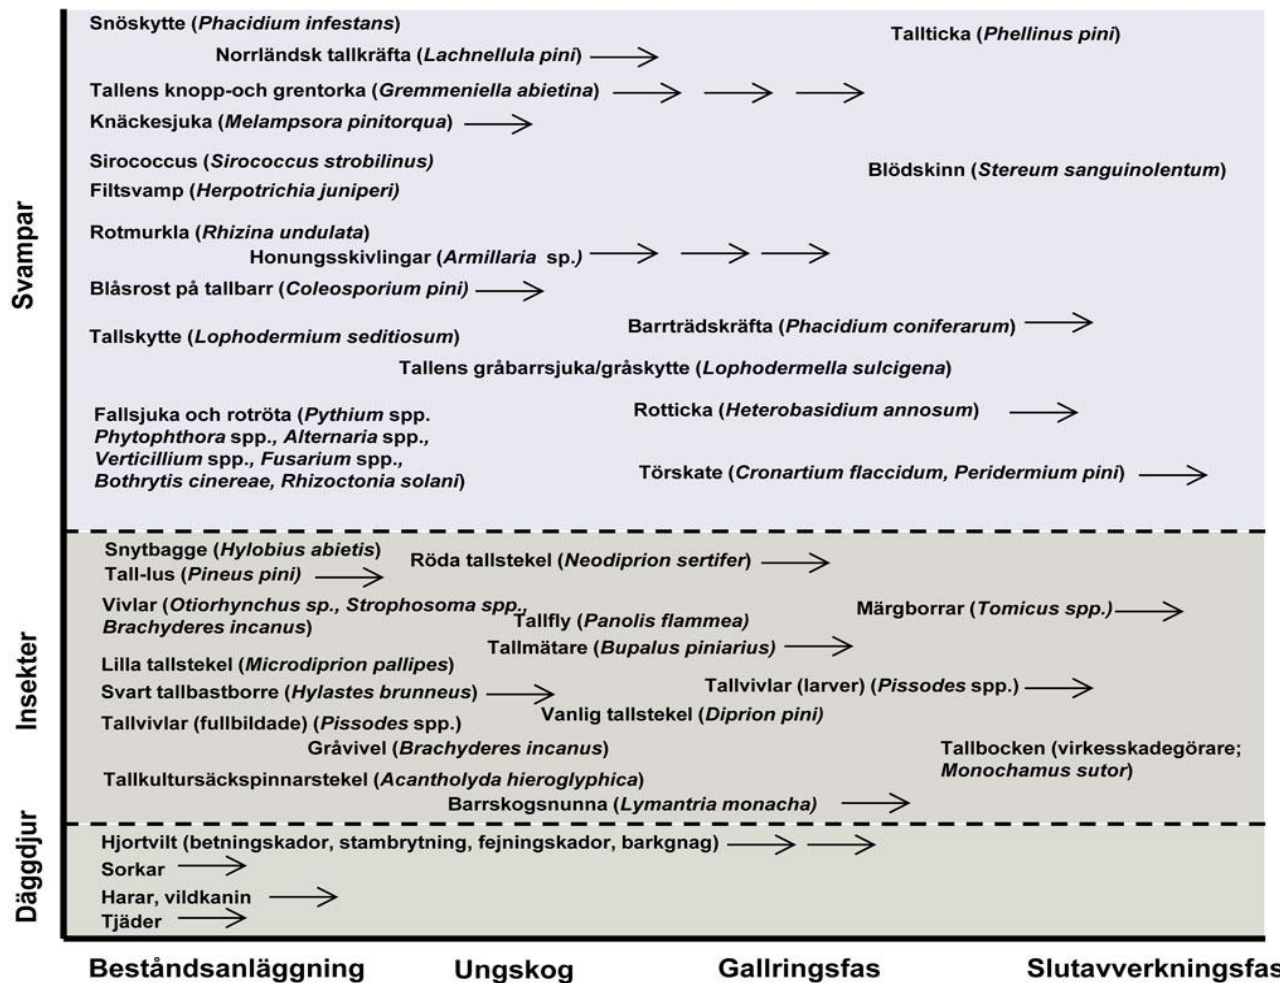 Snöskytte (Phacidium infestans)
Tallticka (Phellinus pini)
Norrländsk tallkräfta (Lachnellula pini)
Tallens knopp-och grentorka (Gremmeniella abietina)
Knäckesjuka (Melampsora pinitorqua)
Sirococcus (Sirococcus strobilinus)
Blödskinn (Stereum sanguinolentum)
Filtsvamp (Herpotrichia juniperi)
Rotmurkla (Rhizina undulata)
Honungsskivlingar (Armillaria sp.)
Blåsrost på tallbarr (Coleosporium pini)
Barrträdskräfta (Phacidium coniferarum)
Tallskytte (Lophodermium seditiosum)
Tallens gråbarrsjuka/gråskytte (Lophodermella sulcigena)
Fallsjuka och rotröta (Pythium spp.
Phytophthora spp., Alternaria spp.,
Verticillium spp., Fusarium spp.,
Bothrytis cinereae, Rhizoctonia solani)
Rotticka (Heterobasidium annosum)
Törskate (Cronartium flaccidum, Peridermium pini)
Svampar
Snytbagge (Hylobius abietis)
Röda tallstekel (Neodiprion sertifer)
Tall-lus (Pineus pini)
Vivlar (Otiorhynchus sp., Strophosoma spp.,
Brachyderes incanus)
Märgborrar (Tomicus spp.)
Tallfly (Panolis flammea)
Tallmätare (Bupalus piniarius)
Lilla tallstekel (Microdiprion pallipes)
Tallvivlar (larver) (Pissodes spp.)
Svart tallbastborre (Hylastes brunneus)
Vanlig tallstekel (Diprion pini)
Tallvivlar (fullbildade) (Pissodes spp.)
Gråvivel (Brachyderes incanus)
Tallbocken (virkesskadegörare;
Monochamus sutor)
Tallkultursäckspinnarstekel (Acantholyda hieroglyphica)
Barrskogsnunna (Lymantria monacha)
Insekter
Hjortvilt (betningskador, stambrytning, fejningskador, barkgnag)
Sorkar
Harar, vildkanin
Tjäder
Däggdjur
Beståndsanläggning
Ungskog
Gallringsfas
Slutavverkningsfas